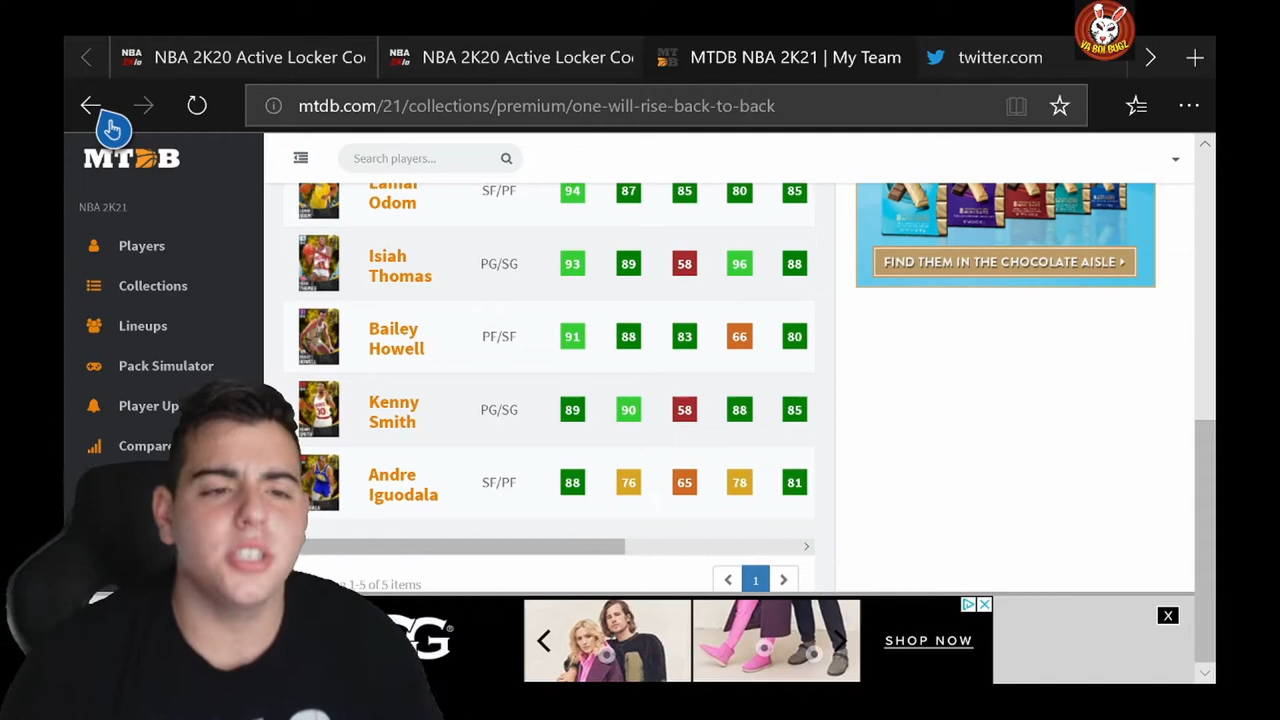 YA BOI BUGZ
NBA 2K20 Active Locker Co
NBA 2K20 Active Locker Co
MTDB NBA 2K21 | My Team
twitter.com
mtdb.com/21/collections/premium/one-will-rise-back-to-back
MTDB
Search players...
NBA 2K21
Players
Collections
Lineups
Pack Simulator
Player Up
Compare
Lamar
Odom
SF/PF
94
87
85
80
85
Isiah
Thomas
PG/SG
93
89
58
96
88
Bailey
Howell
PF/SF
91
88
83
66
80
Kenny
Smith
PG/SG
89
90
58
88
85
Andre
Iguodala
SF/PF
88
76
65
78
81
1-5 of 5 items
1
FIND THEM IN THE CHOCOLATE AISLE
SHOP NOW
X